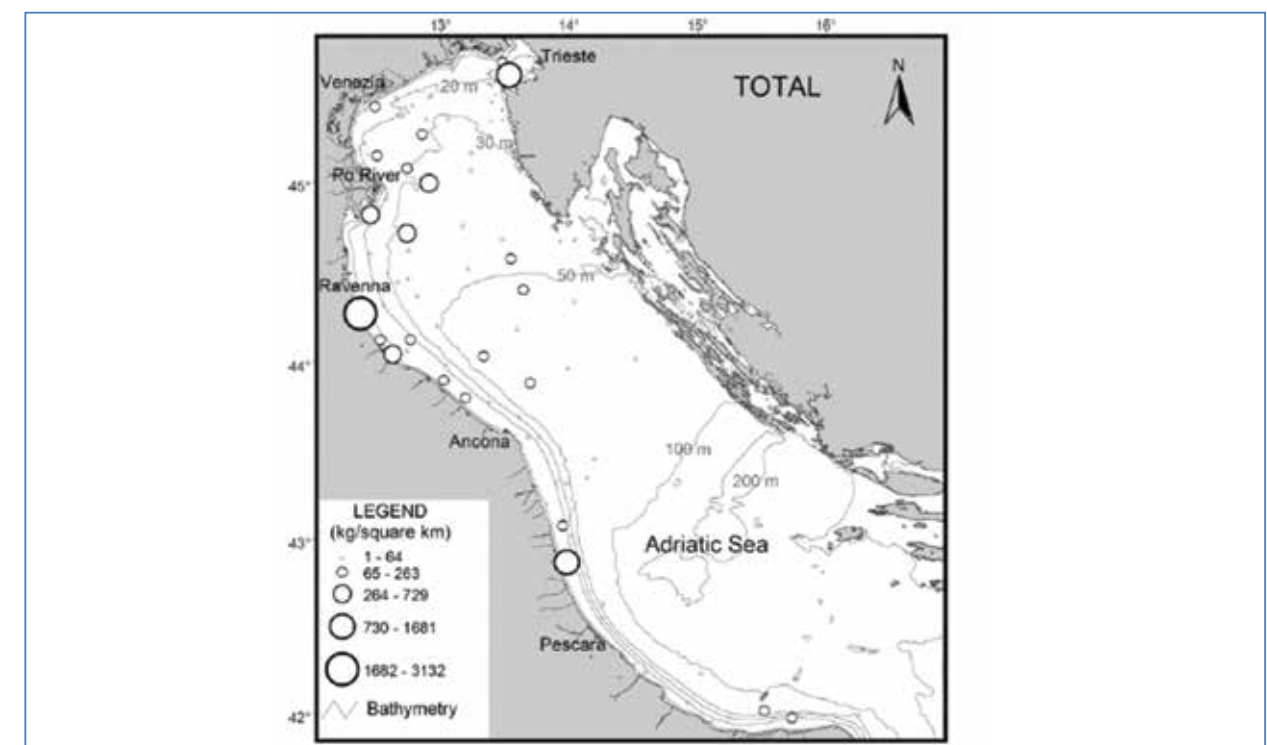 13° 14° 15° 16°
Trieste
Venezia
TOTAL
N
20 m
30 m
Po River
45°
50 m
Ravenna
44°
Ancona
100 m
200 m
LEGEND
(kg/square km)
1 - 64
65 - 263
264 - 729
730 - 1681
1682 - 3132
Bathymetry
43°
Adriatic Sea
Pescara
42°